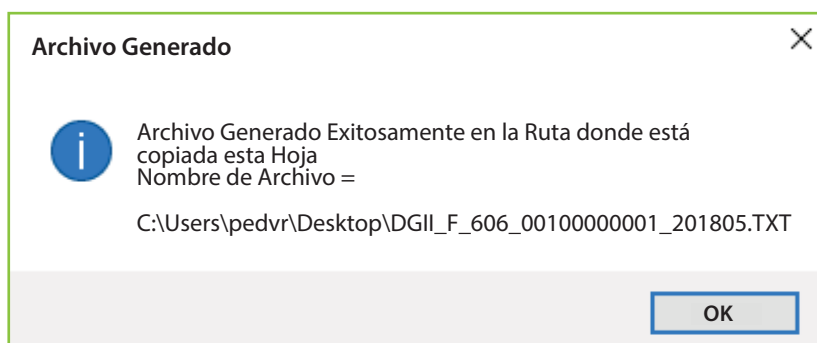 Archivo Generado
Archivo Generado Exitosamente en la Ruta donde está
copiada esta Hoja
Nombre de Archivo =
C:\Users\pedvr\Desktop\DGII_F_606_00100000001_201805.TXT
OK